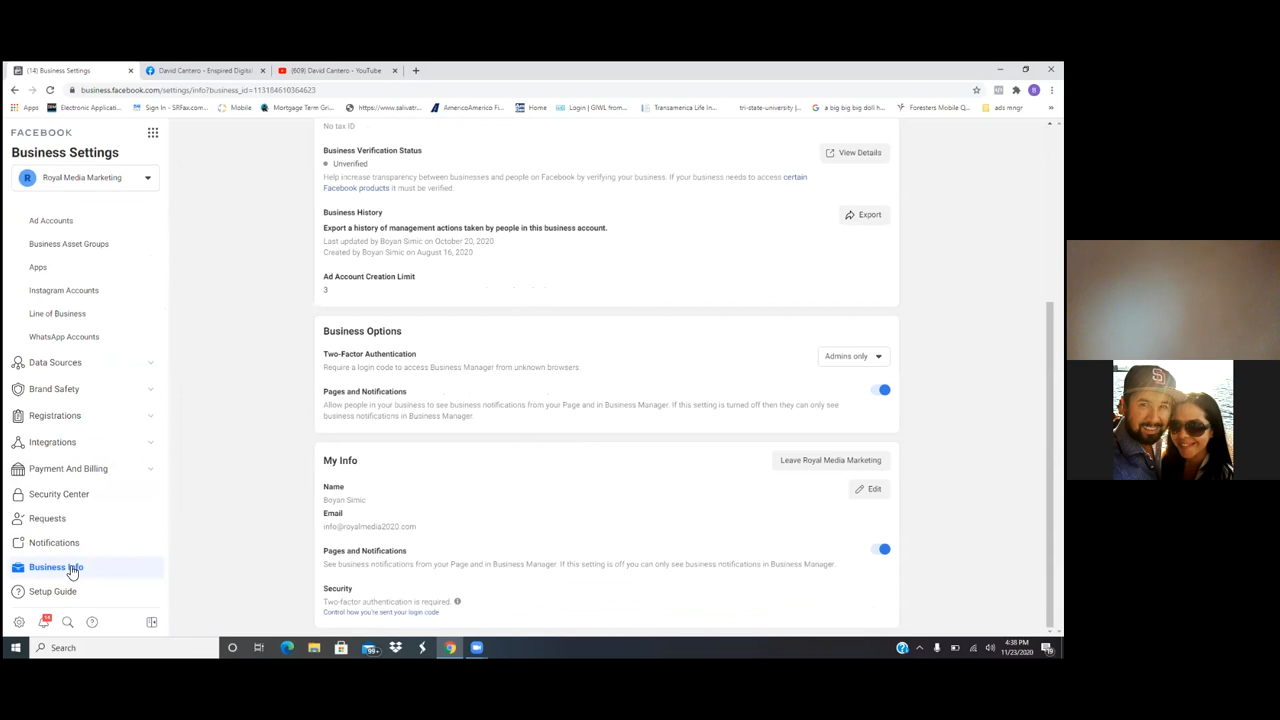 (14) Business Settings
David Cantero - Enspired Digital
(609) David Cantero - YouTube
business.facebook.com/settings/info?business_id=113184610364623
Apps
Electronic Applicati...
Sign In - SRFax.com...
Mobile
Mortgage Term Gri...
https://www.salivatr...
AmericoAmerico Fi...
Home
Login | GIWL from...
Transamerica Life In...
tri-state-university |...
a big big big doll h...
Foresters Mobile Q...
ads mngr
FACEBOOK
Business Settings
R
Royal Media Marketing
Ad Accounts
Business Asset Groups
Apps
Instagram Accounts
Line of Business
WhatsApp Accounts
Data Sources
Brand Safety
Registrations
Integrations
Payment And Billing
Security Center
Requests
Notifications
Business Info
Setup Guide
No tax ID
Business Verification Status
Unverified
View Details
Help increase transparency between businesses and people on Facebook by verifying your business. If your business needs to access certain
Facebook products it must be verified.
Business History
Export
Export a history of management actions taken by people in this business account.
Last updated by Boyan Simic on October 20, 2020
Created by Boyan Simic on August 16, 2020
Ad Account Creation Limit
3
Business Options
Two-Factor Authentication
Admins only
Require a login code to access Business Manager from unknown browsers.
Pages and Notifications
Allow people in your business to see business notifications from your Page and in Business Manager. If this setting is turned off then they can only see
business notifications in Business Manager.
My Info
Leave Royal Media Marketing
Name
Edit
Boyan Simic
Email
info@royalmedia2020.com
Pages and Notifications
See business notifications from your Page and in Business Manager. If this setting is off you can only see business notifications in Business Manager.
Security
Two-factor authentication is required.
Control how you're sent your login code
Search
99+
4:38 PM
11/23/2020